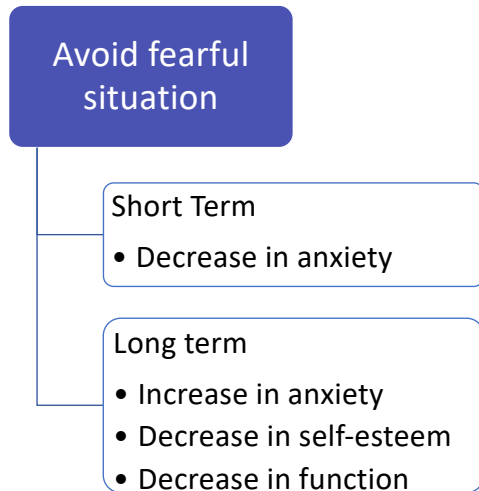 Avoid fearful
situation
Short Term
• Decrease in anxiety
Long term
• Increase in anxiety
• Decrease in self-esteem
• Decrease in function